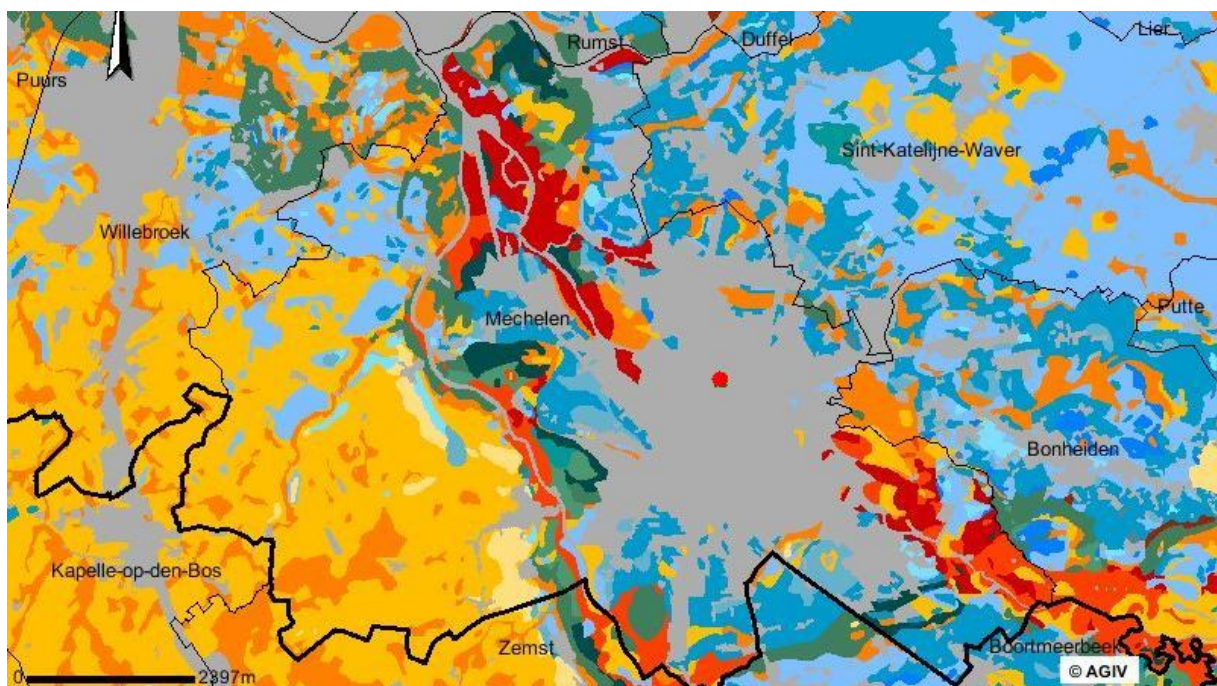 Rumst
Duffel
Lier
Puurs
Sint-Katelijne-Waver
Willebroek
Mechelen
Putte
Bonheiden
Kapelle-op-den-Bos
Zemst
Boortmeerbeek
© AGIV
0 2397m